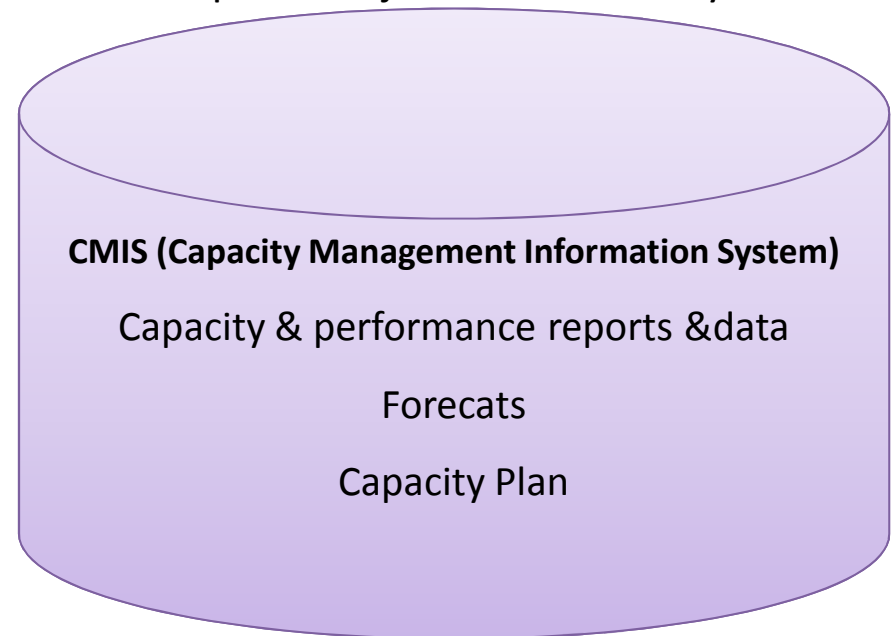 CMIS (Capacity Management Information System)
Capacity & performance reports &data
Forecats
Capacity Plan